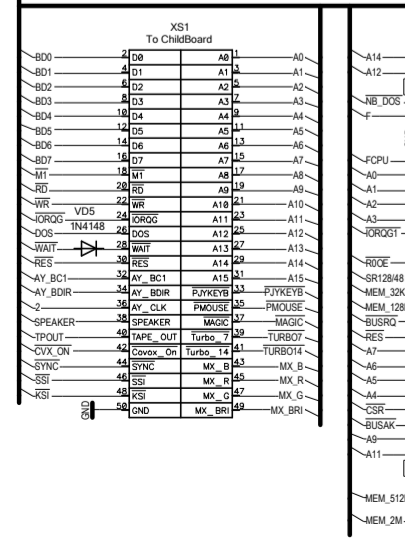 XS1
To ChildBoard
BD0 2 D0 A0 1 A0
BD1 4 D1 A1 3 A1
BD2 6 D2 A2 5 A2
BD3 8 D3 A3 7 A3
BD4 10 D4 A4 9 A4
BD5 12 D5 A5 11 A5
BD6 14 D6 A6 13 A6
BD7 16 D7 A7 15 A7
M1 18 M1 A8 17 A8
RD 20 RD A9 19 A9
WR 22 WR A10 21 A10
IORQG VD5 24 IORQG A11 23 A11
DOS 1N4148 26 DOS A12 25 A12
WAIT 28 WAIT A13 27 A13
RES 30 RES A14 29 A14
AY_BC1 32 AY_BC1 A15 31 A15
AY_BDIR 34 AY_BDIR PJYKEYB 33 PJYKEYB
2 36 AY_CLK PMOUSE 35 PMOUSE
SPEAKER 38 SPEAKER MAGIC 37 MAGIC
TPOUT 40 TAPE_OUT Turbo_7 39 TURBO7
CVX_ON 42 Covox_On Turbo_14 41 TURBO14
SYNC 44 SYNC MX_B 43 MX_B
SSI 46 SSI MX_R 45 MX_R
KSI 48 KSI MX_G 47 MX_G
GND 50 GND MX_BRI 49 MX_BRI
A14
A12
NB_DOS
F
FCPU
A0
A1
A2
A3
IORQG1
R0OE
SR128/48
MEM_32K
BUSRQ
RES
A7
A6
A5
A4
CSR
BUSAK
A9
A11
MEM_2M